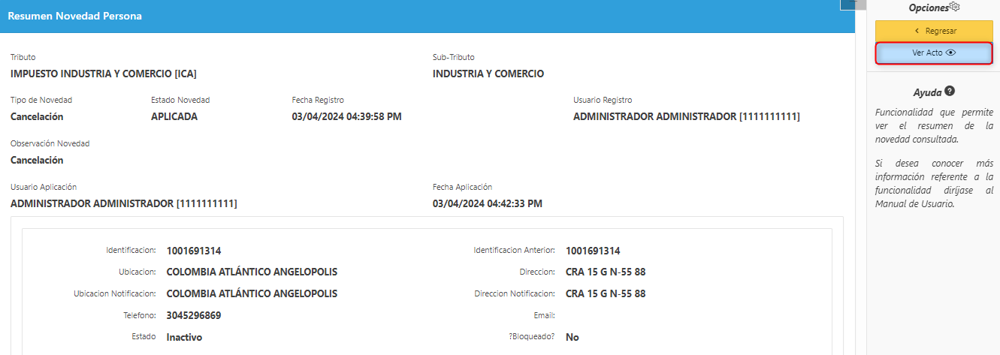 Resumen Novedad Persona
Tributo
Sub-Tributo
IMPUESTO INDUSTRIA Y COMERCIO [ICA]
INDUSTRIA Y COMERCIO
Tipo de Novedad
Estado Novedad
Fecha Registro
Usuario Registro
Cancelación
APLICADA
03/04/2024 04:39:58 PM
ADMINISTRADOR ADMINISTRADOR [1111111111]
Observación Novedad
Cancelación
Usuario Aplicación
Fecha Aplicación
ADMINISTRADOR ADMINISTRADOR [1111111111]
03/04/2024 04:42:33 PM
Identificacion: 1001691314
Identificacion Anterior: 1001691314
Ubicacion: COLOMBIA ATLÁNTICO ANGELOPOLIS
Direccion: CRA 15 G N-55 88
Ubicacion Notificacion: COLOMBIA ATLÁNTICO ANGELOPOLIS
Direccion Notificacion: CRA 15 G N-55 88
Telefono: 3045296869
Email:
Estado Inactivo
?Bloqueado? No
Opciones
Regresar
Ver Acto
Ayuda
Funcionalidad que permite
ver el resumen de la
novedad consultada.
Si desea conocer más
información referente a la
funcionalidad diríjase al
Manual de Usuario.